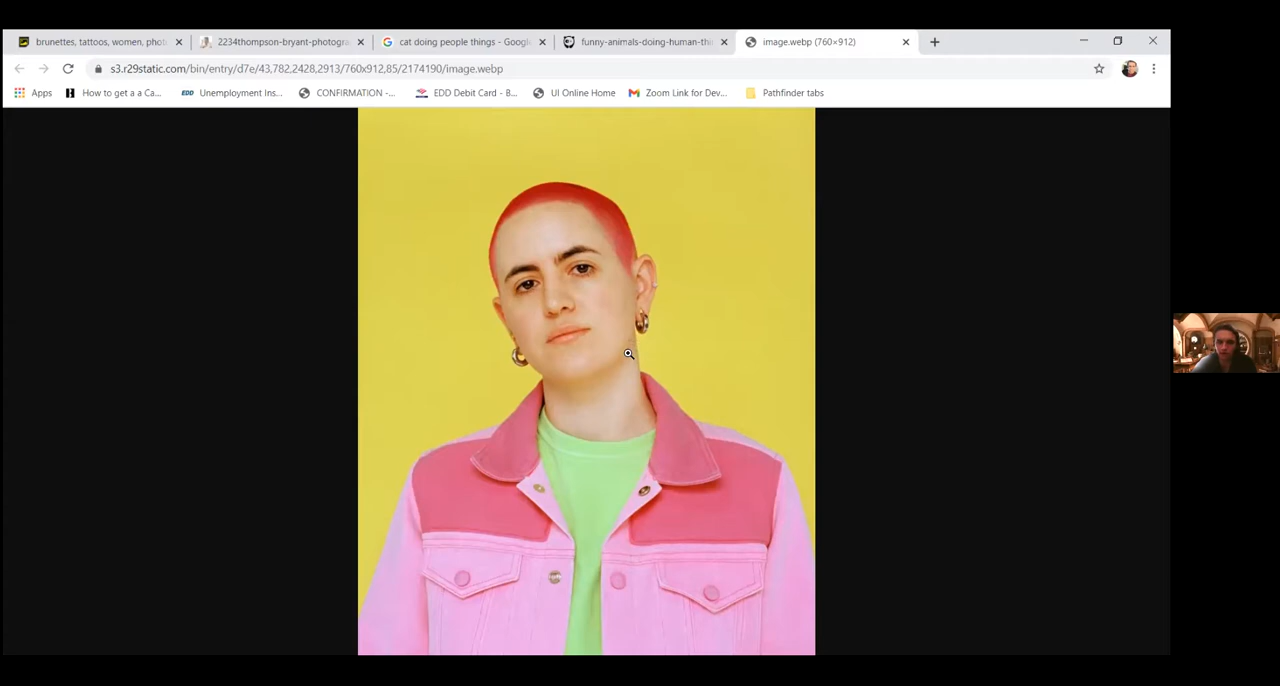 brunettes, tattoos, women, phot
2234thompson-bryant-photogra
cat doing people things - Google
funny-animals-doing-human-thi
image.webp (760×912)
s3.r29static.com/bin/entry/d7e/43,782,2428,2913/760x912,85/2174190/image.webp
Apps
How to get a a Ca...
EDD
Unemployment Ins...
CONFIRMATION -...
EDD Debit Card - B...
UI Online Home
Zoom Link for Dev...
Pathfinder tabs